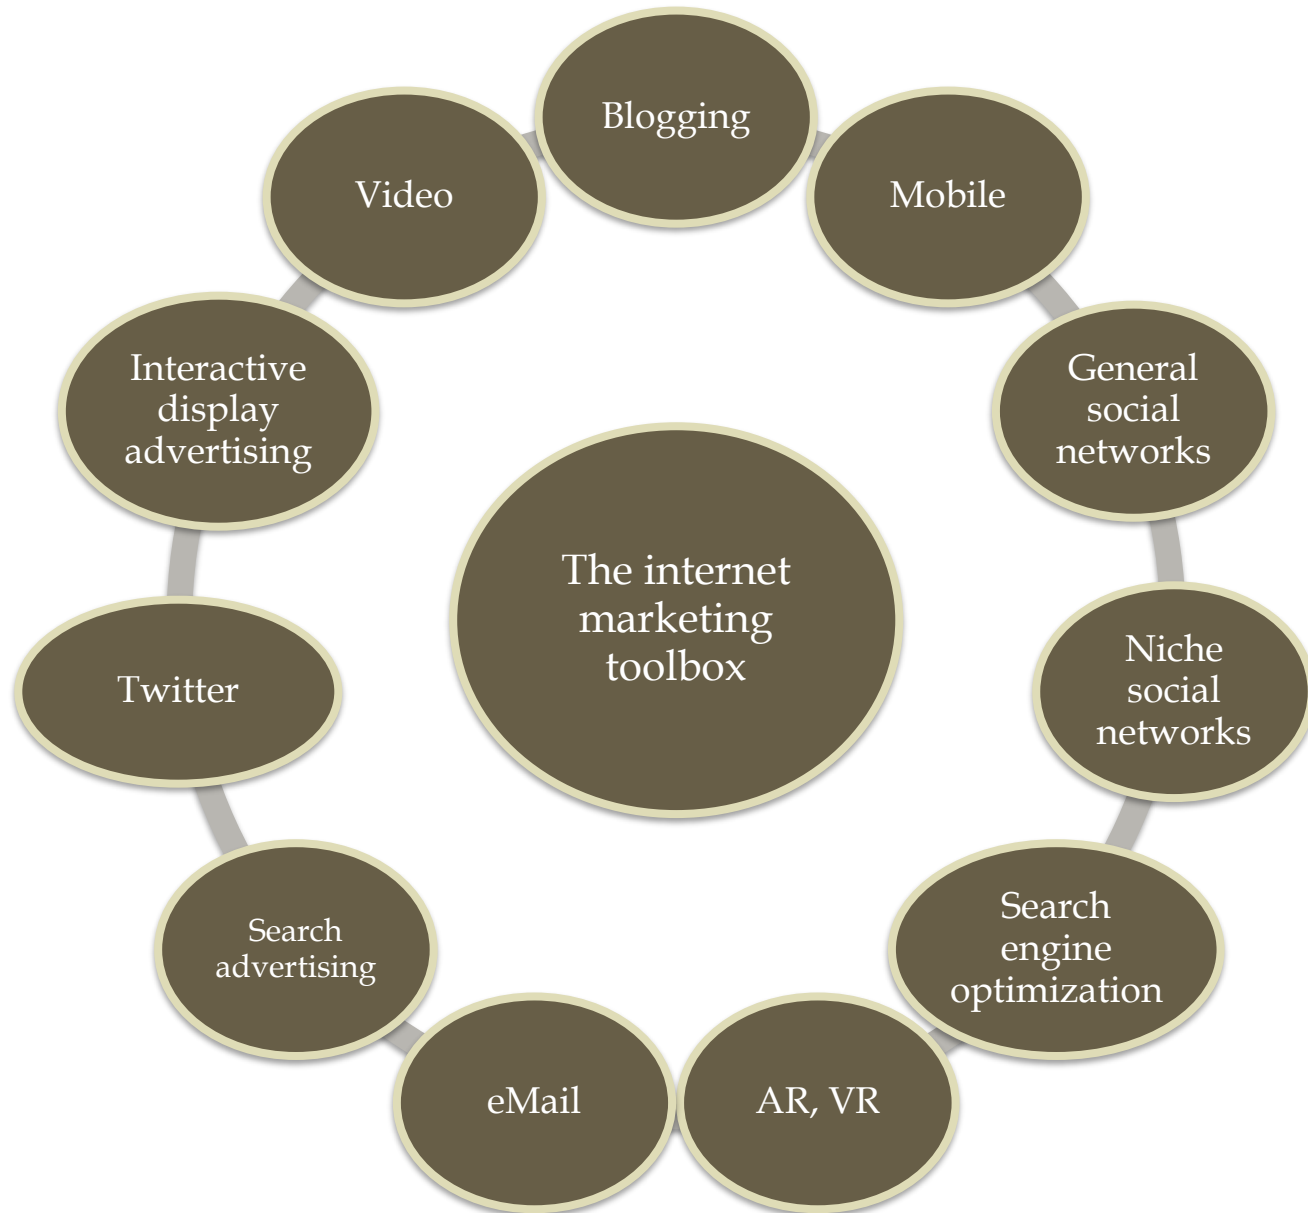 Blogging
Mobile
General
social
networks
Niche
social
networks
Search
engine
optimization
AR, VR
eMail
Search
advertising
Twitter
Interactive
display
advertising
Video
The internet
marketing
toolbox